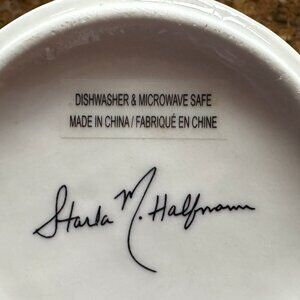 DISHWASHER & MICROWAVE SAFE
MADE IN CHINA / FABRIQUÉ EN CHINE
Starla M. Halfmann